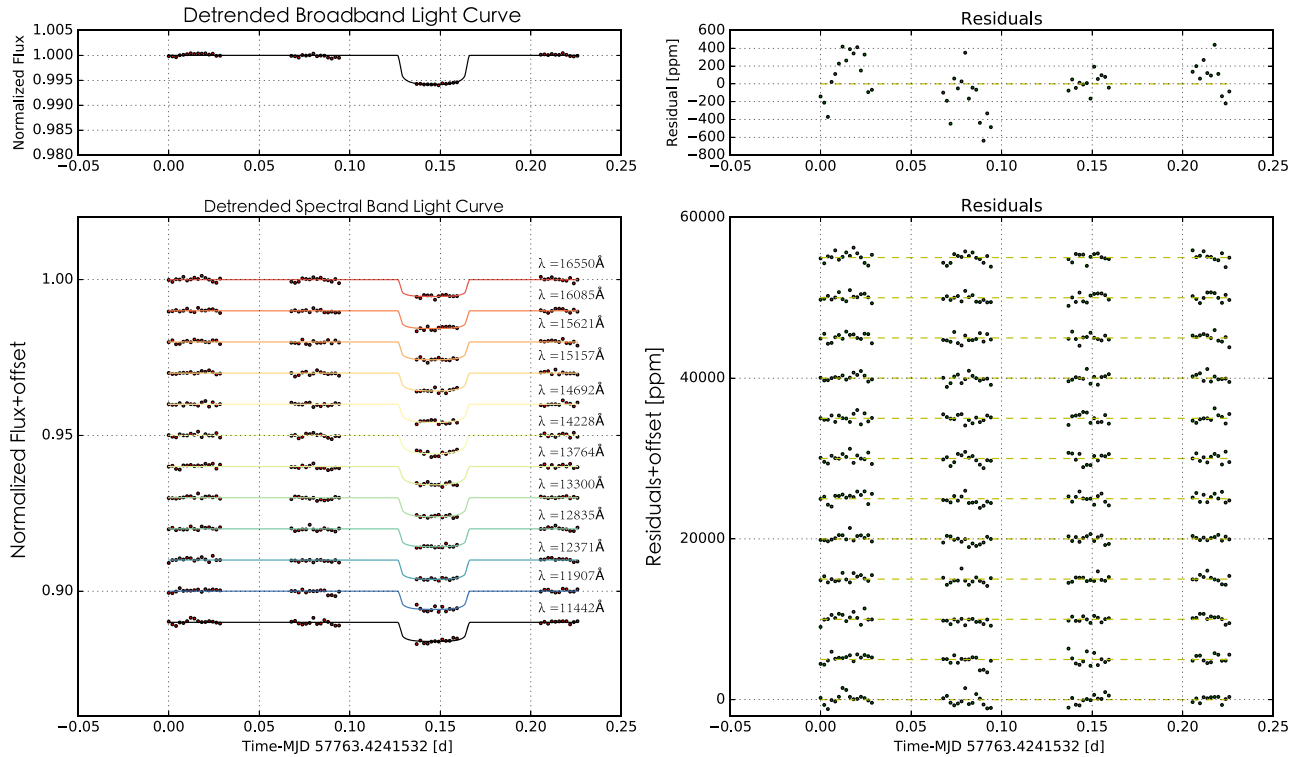 Detrended Broadband Light Curve
Normalized Flux
1.005
1.000
0.995
0.990
0.985
0.980
−0.05
0.00
0.05
0.10
0.15
0.20
0.25
Residuals
Residual [ppm]
600
400
200
0
−200
−400
−600
−800
−0.05
0.00
0.05
0.10
0.15
0.20
0.25
Detrended Spectral Band Light Curve
Normalized Flux+offset
1.00
0.95
0.90
λ =16550Å
λ =16085Å
λ =15621Å
λ =15157Å
λ =14692Å
λ =14228Å
λ =13764Å
λ =13300Å
λ =12835Å
λ =12371Å
λ =11907Å
λ =11442Å
−0.05
0.00
0.05
0.10
0.15
0.20
0.25
Time-MJD 57763.4241532 [d]
Residuals
Residuals+offset [ppm]
60000
40000
20000
0
−0.05
0.00
0.05
0.10
0.15
0.20
0.25
Time-MJD 57763.4241532 [d]